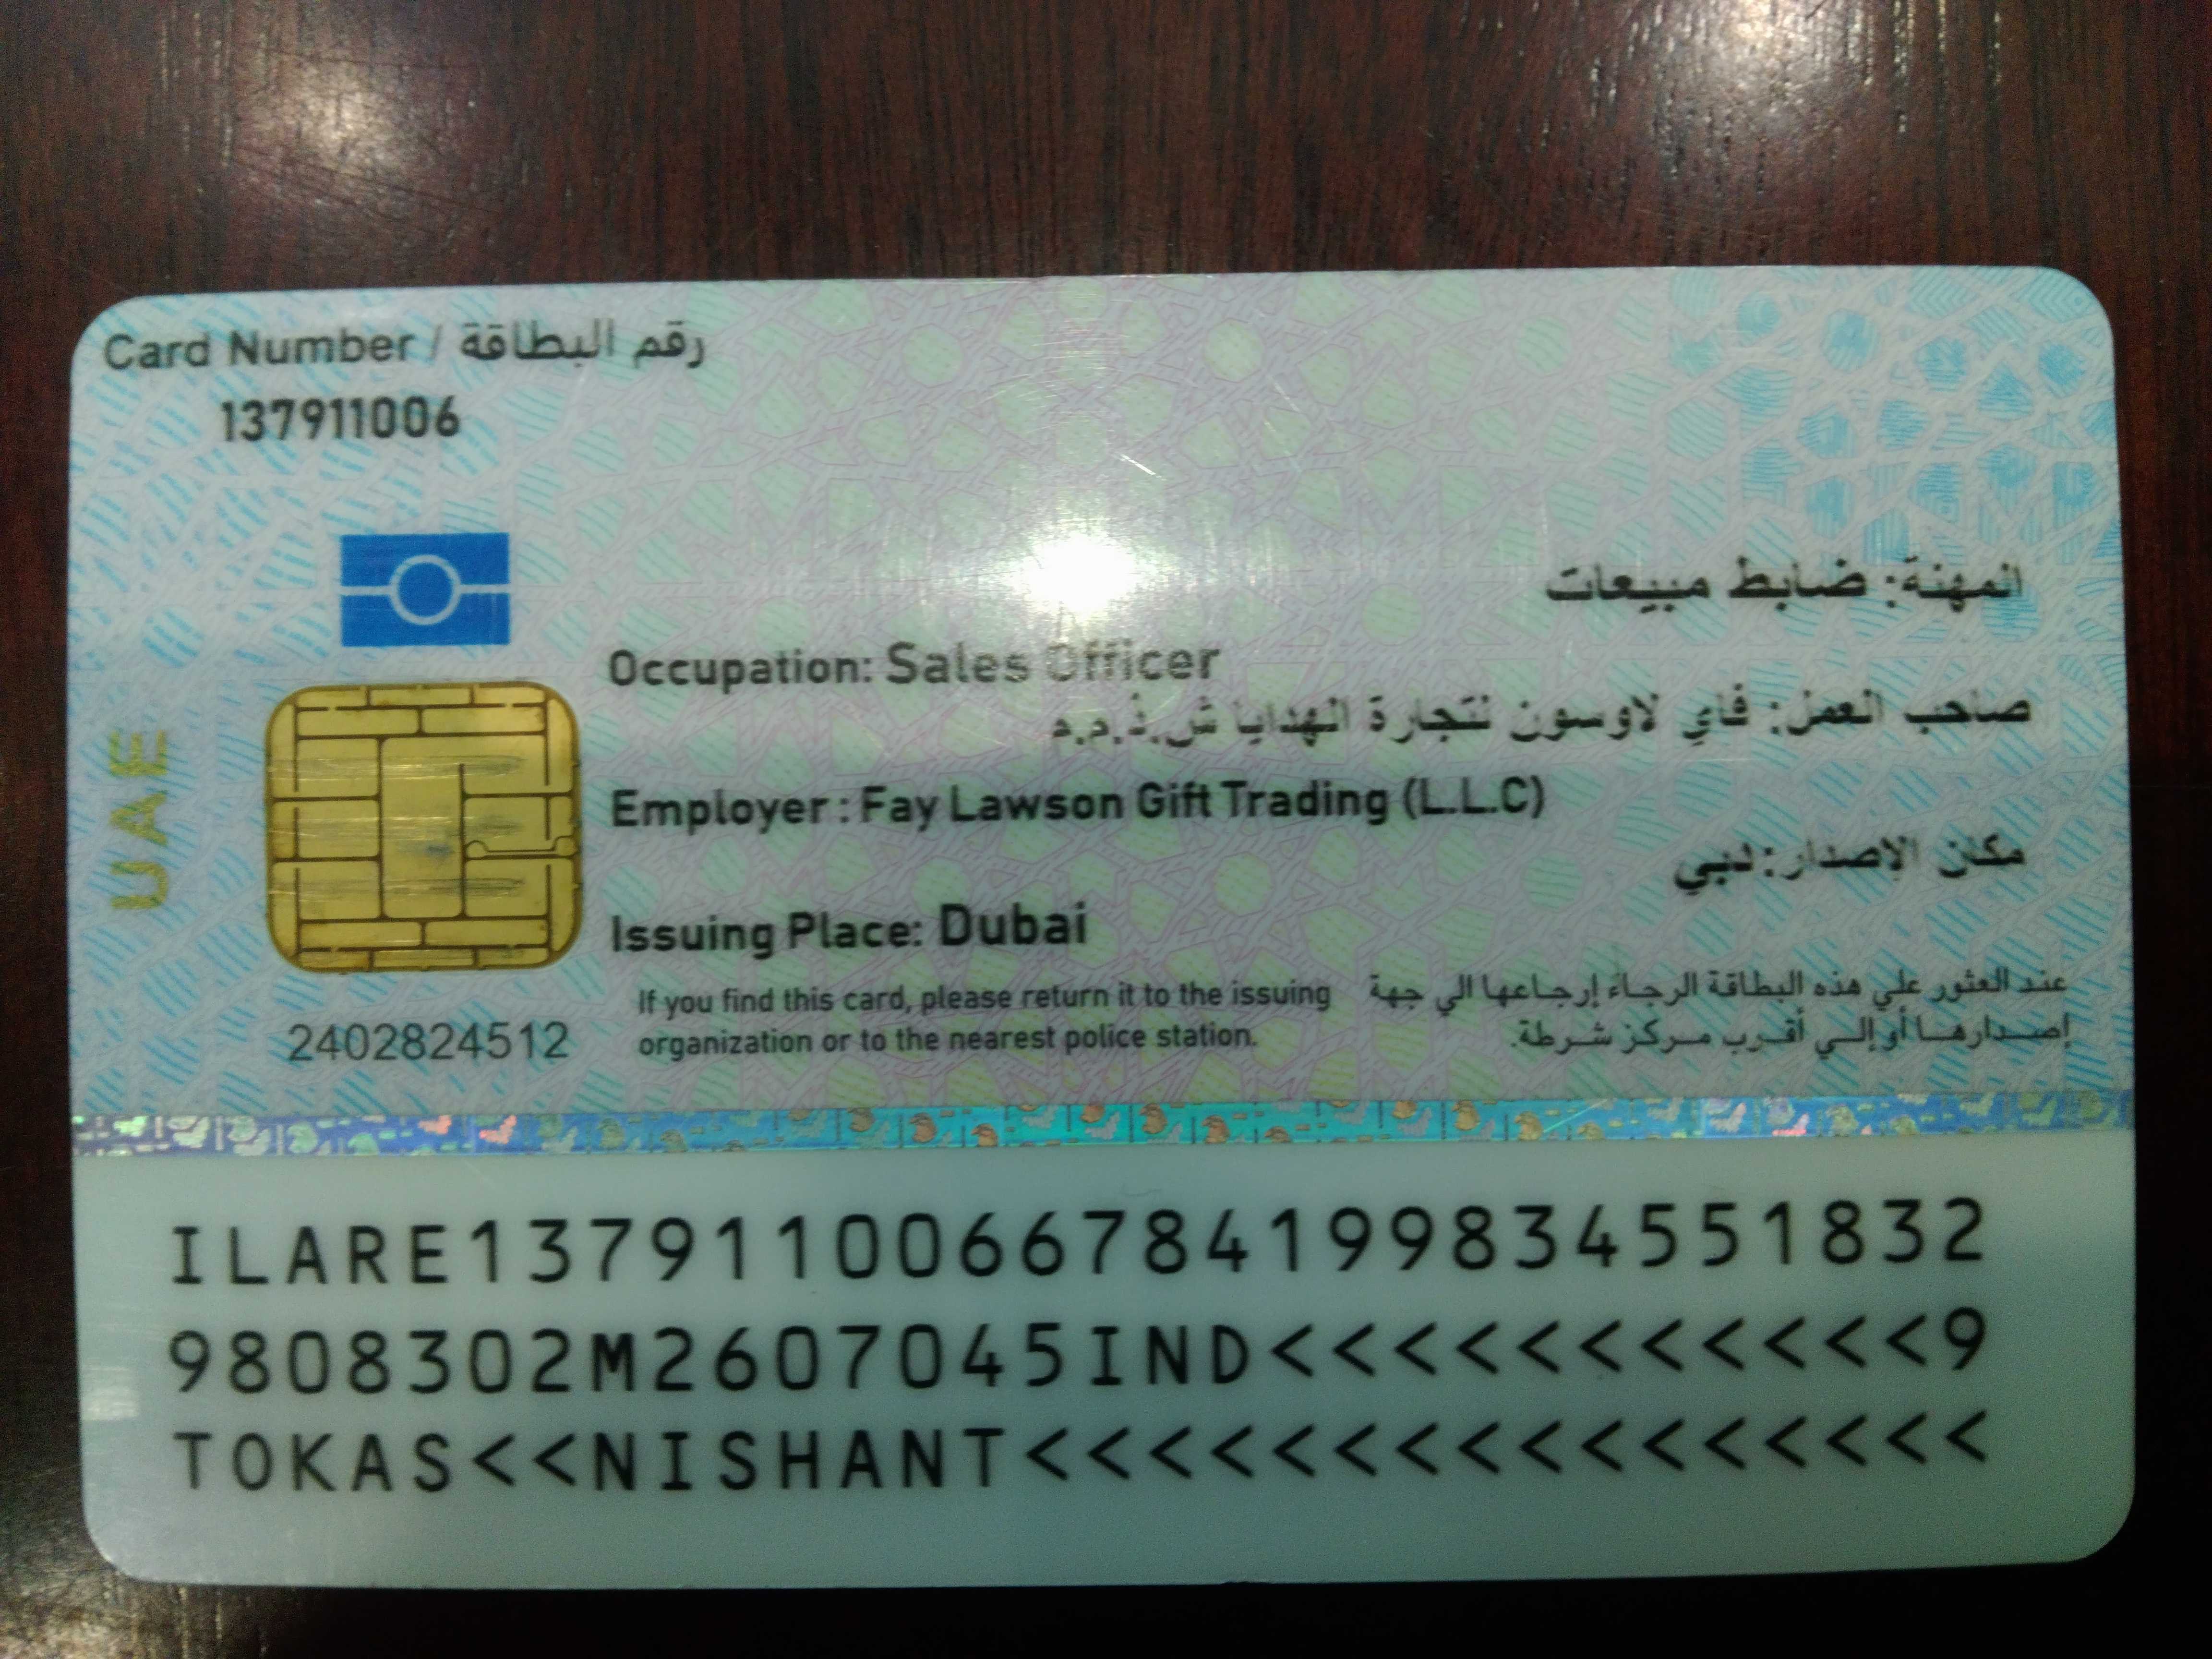 Card Number / رقم البطاقة
137911006
المهنة: ضابط مبيعات
Occupation: Sales Officer
صاحب العمل: فاي لاوسون لتجارة الهدايا ش.ذ.م.م
Employer: Fay Lawson Gift Trading (L.L.C)
مكان الاصدار: دبي
Issuing Place: Dubai
UAE
2402824512
If you find this card, please return it to the issuing
organization or to the nearest police station.
عند العثور علي هذه البطاقة الرجاء إرجاعها الي جهة
إصدارها أو إلي أقرب مركز شرطة.
ILARE1379110066784199834551832
9808302M2607045IND<<<<<<<<<<<9
TOKAS<<NISHANT<<<<<<<<<<<<<<<<